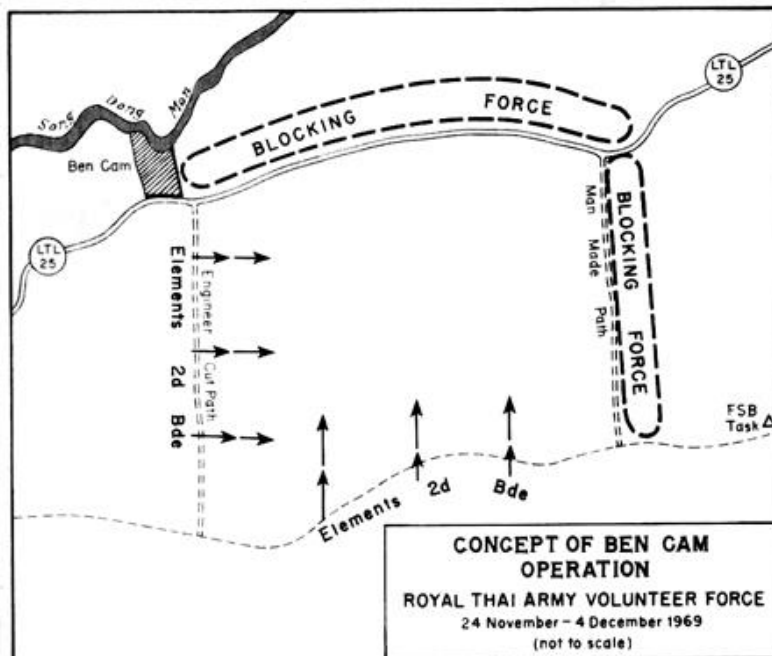 LTL
25
Song Dong Man
BLOCKING FORCE
Ben Cam
LTL
25
Elements 2d Bde
Engineer Cut Path
Man Made Path
BLOCKING FORCE
FSB
Task
Elements 2d Bde
CONCEPT OF BEN CAM
OPERATION
ROYAL THAI ARMY VOLUNTEER FORCE
24 November – 4 December 1969
(not to scale)